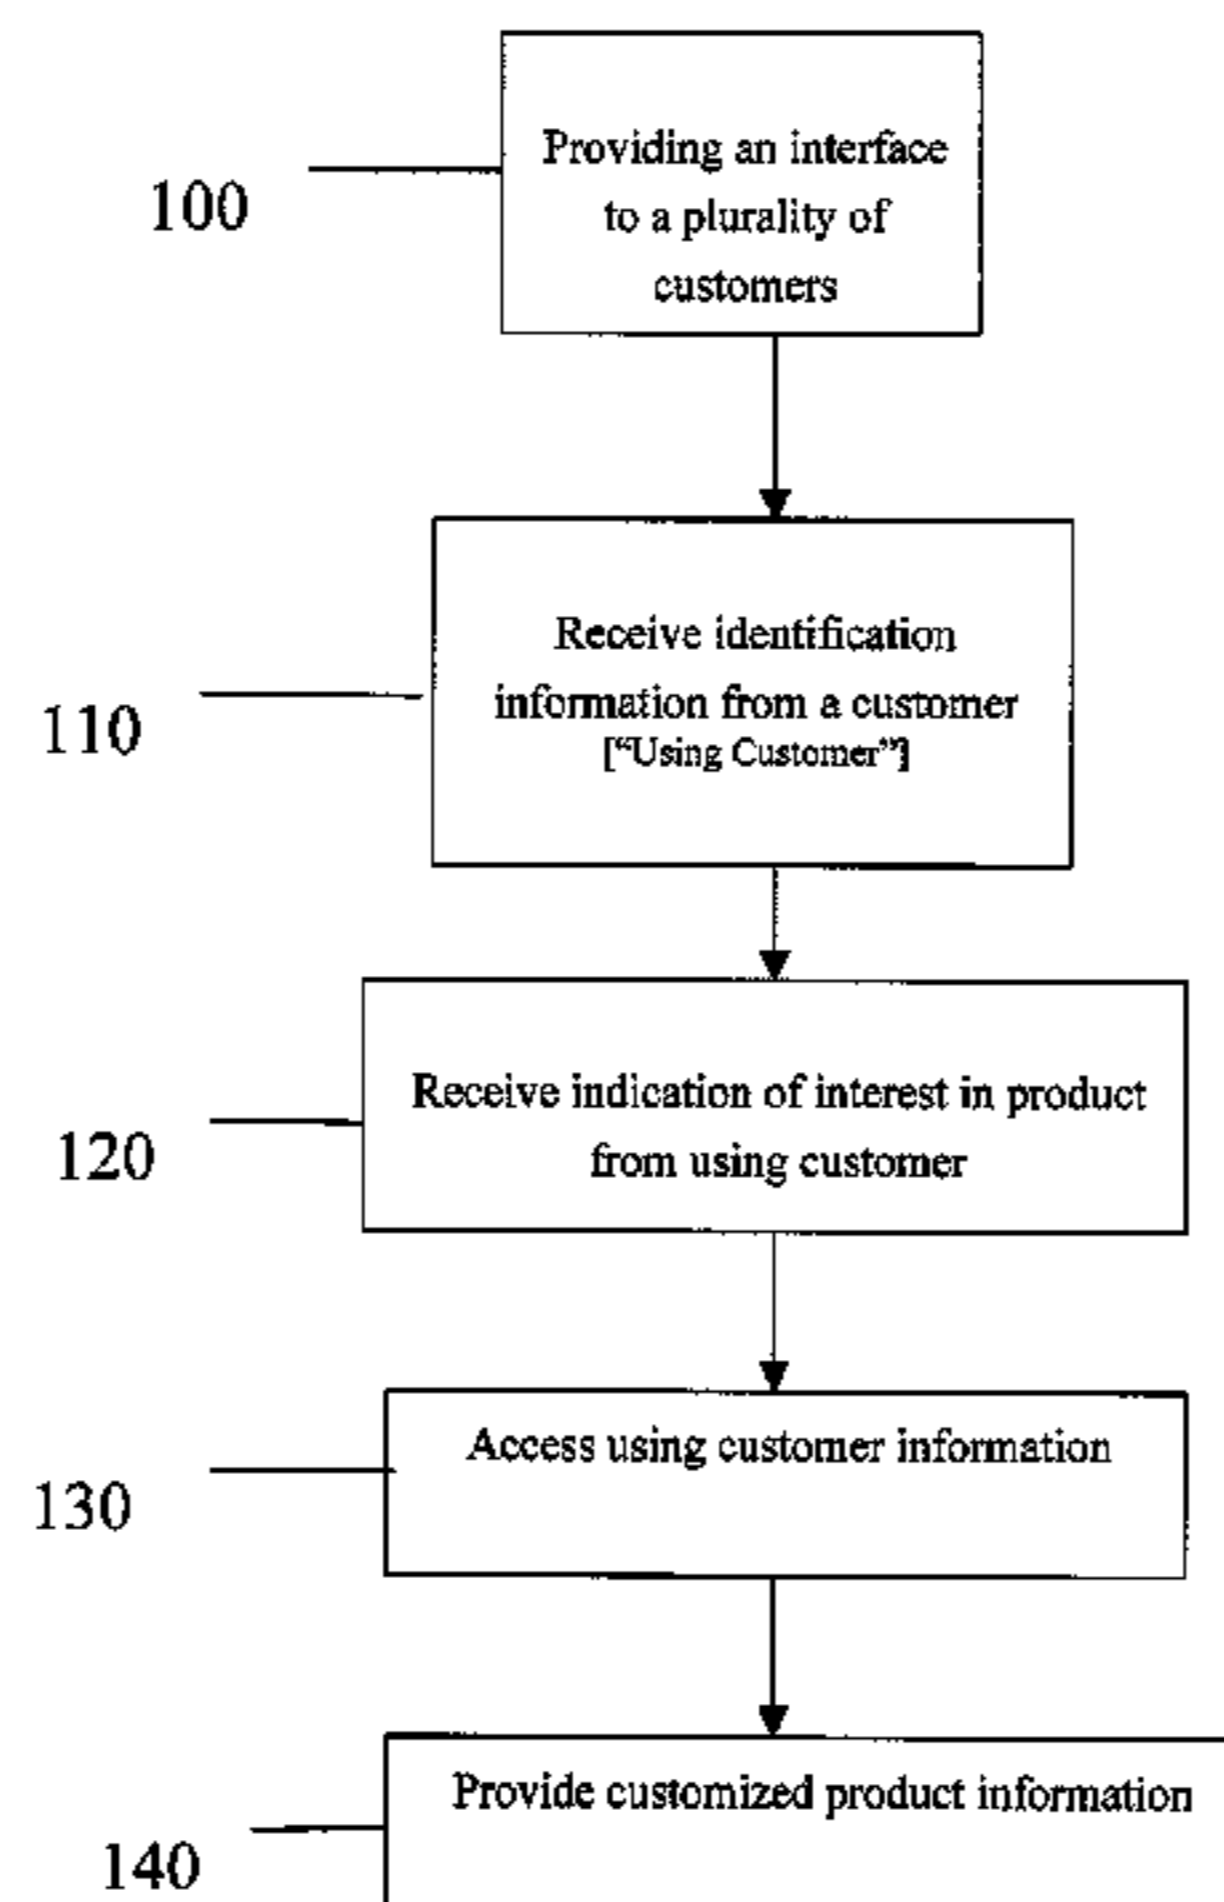 Providing an interface
to a plurality of
customers
100
Receive identification
information from a customer
["Using Customer"]
110
Receive indication of interest in product
from using customer
120
Access using customer information
130
Provide customized product information
140